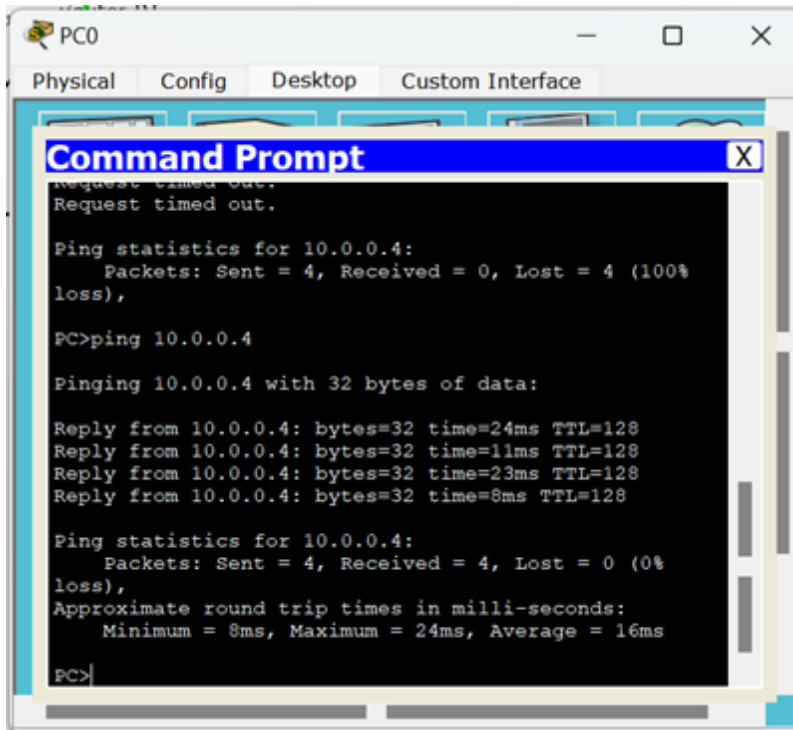 PC0
Physical Config Desktop Custom Interface
Command Prompt X
Request timed out.
Request timed out.
Ping statistics for 10.0.0.4:
Packets: Sent = 4, Received = 0, Lost = 4 (100%
loss),
PC>ping 10.0.0.4
Pinging 10.0.0.4 with 32 bytes of data:
Reply from 10.0.0.4: bytes=32 time=24ms TTL=128
Reply from 10.0.0.4: bytes=32 time=11ms TTL=128
Reply from 10.0.0.4: bytes=32 time=23ms TTL=128
Reply from 10.0.0.4: bytes=32 time=8ms TTL=128
Ping statistics for 10.0.0.4:
Packets: Sent = 4, Received = 4, Lost = 0 (0%
loss),
Approximate round trip times in milli-seconds:
Minimum = 8ms, Maximum = 24ms, Average = 16ms
PC>